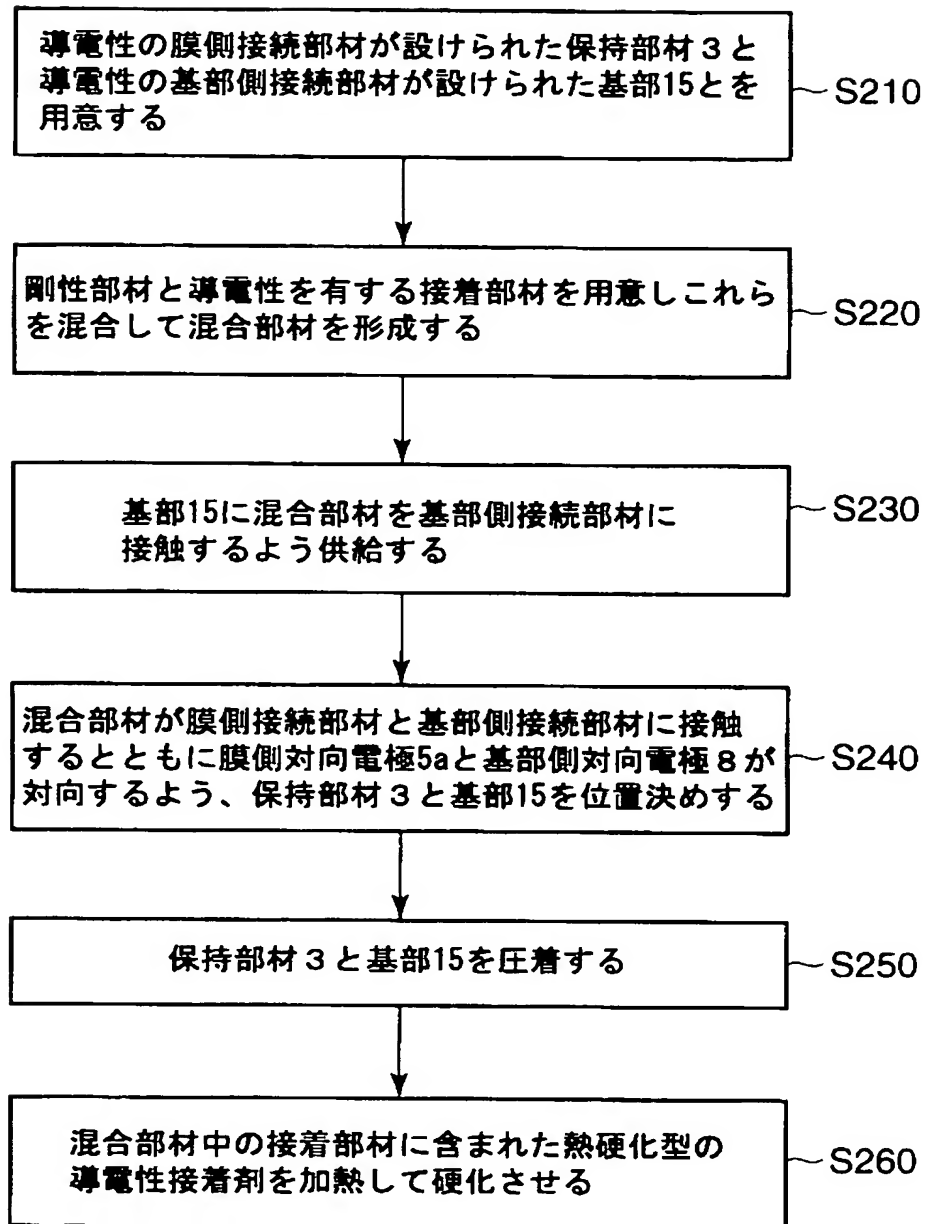 導電性の膜側接続部材が設けられた保持部材３と
導電性の基部側接続部材が設けられた基部15とを
用意する
S210
剛性部材と導電性を有する接着部材を用意しこれら
を混合して混合部材を形成する
S220
基部15に混合部材を基部側接続部材に
接触するよう供給する
S230
混合部材が膜側接続部材と基部側接続部材に接触
するとともに膜側対向電極5aと基部側対向電極８が
対向するよう、保持部材３と基部15を位置決めする
S240
保持部材３と基部15を圧着する
S250
混合部材中の接着部材に含まれた熱硬化型の
導電性接着剤を加熱して硬化させる
S260